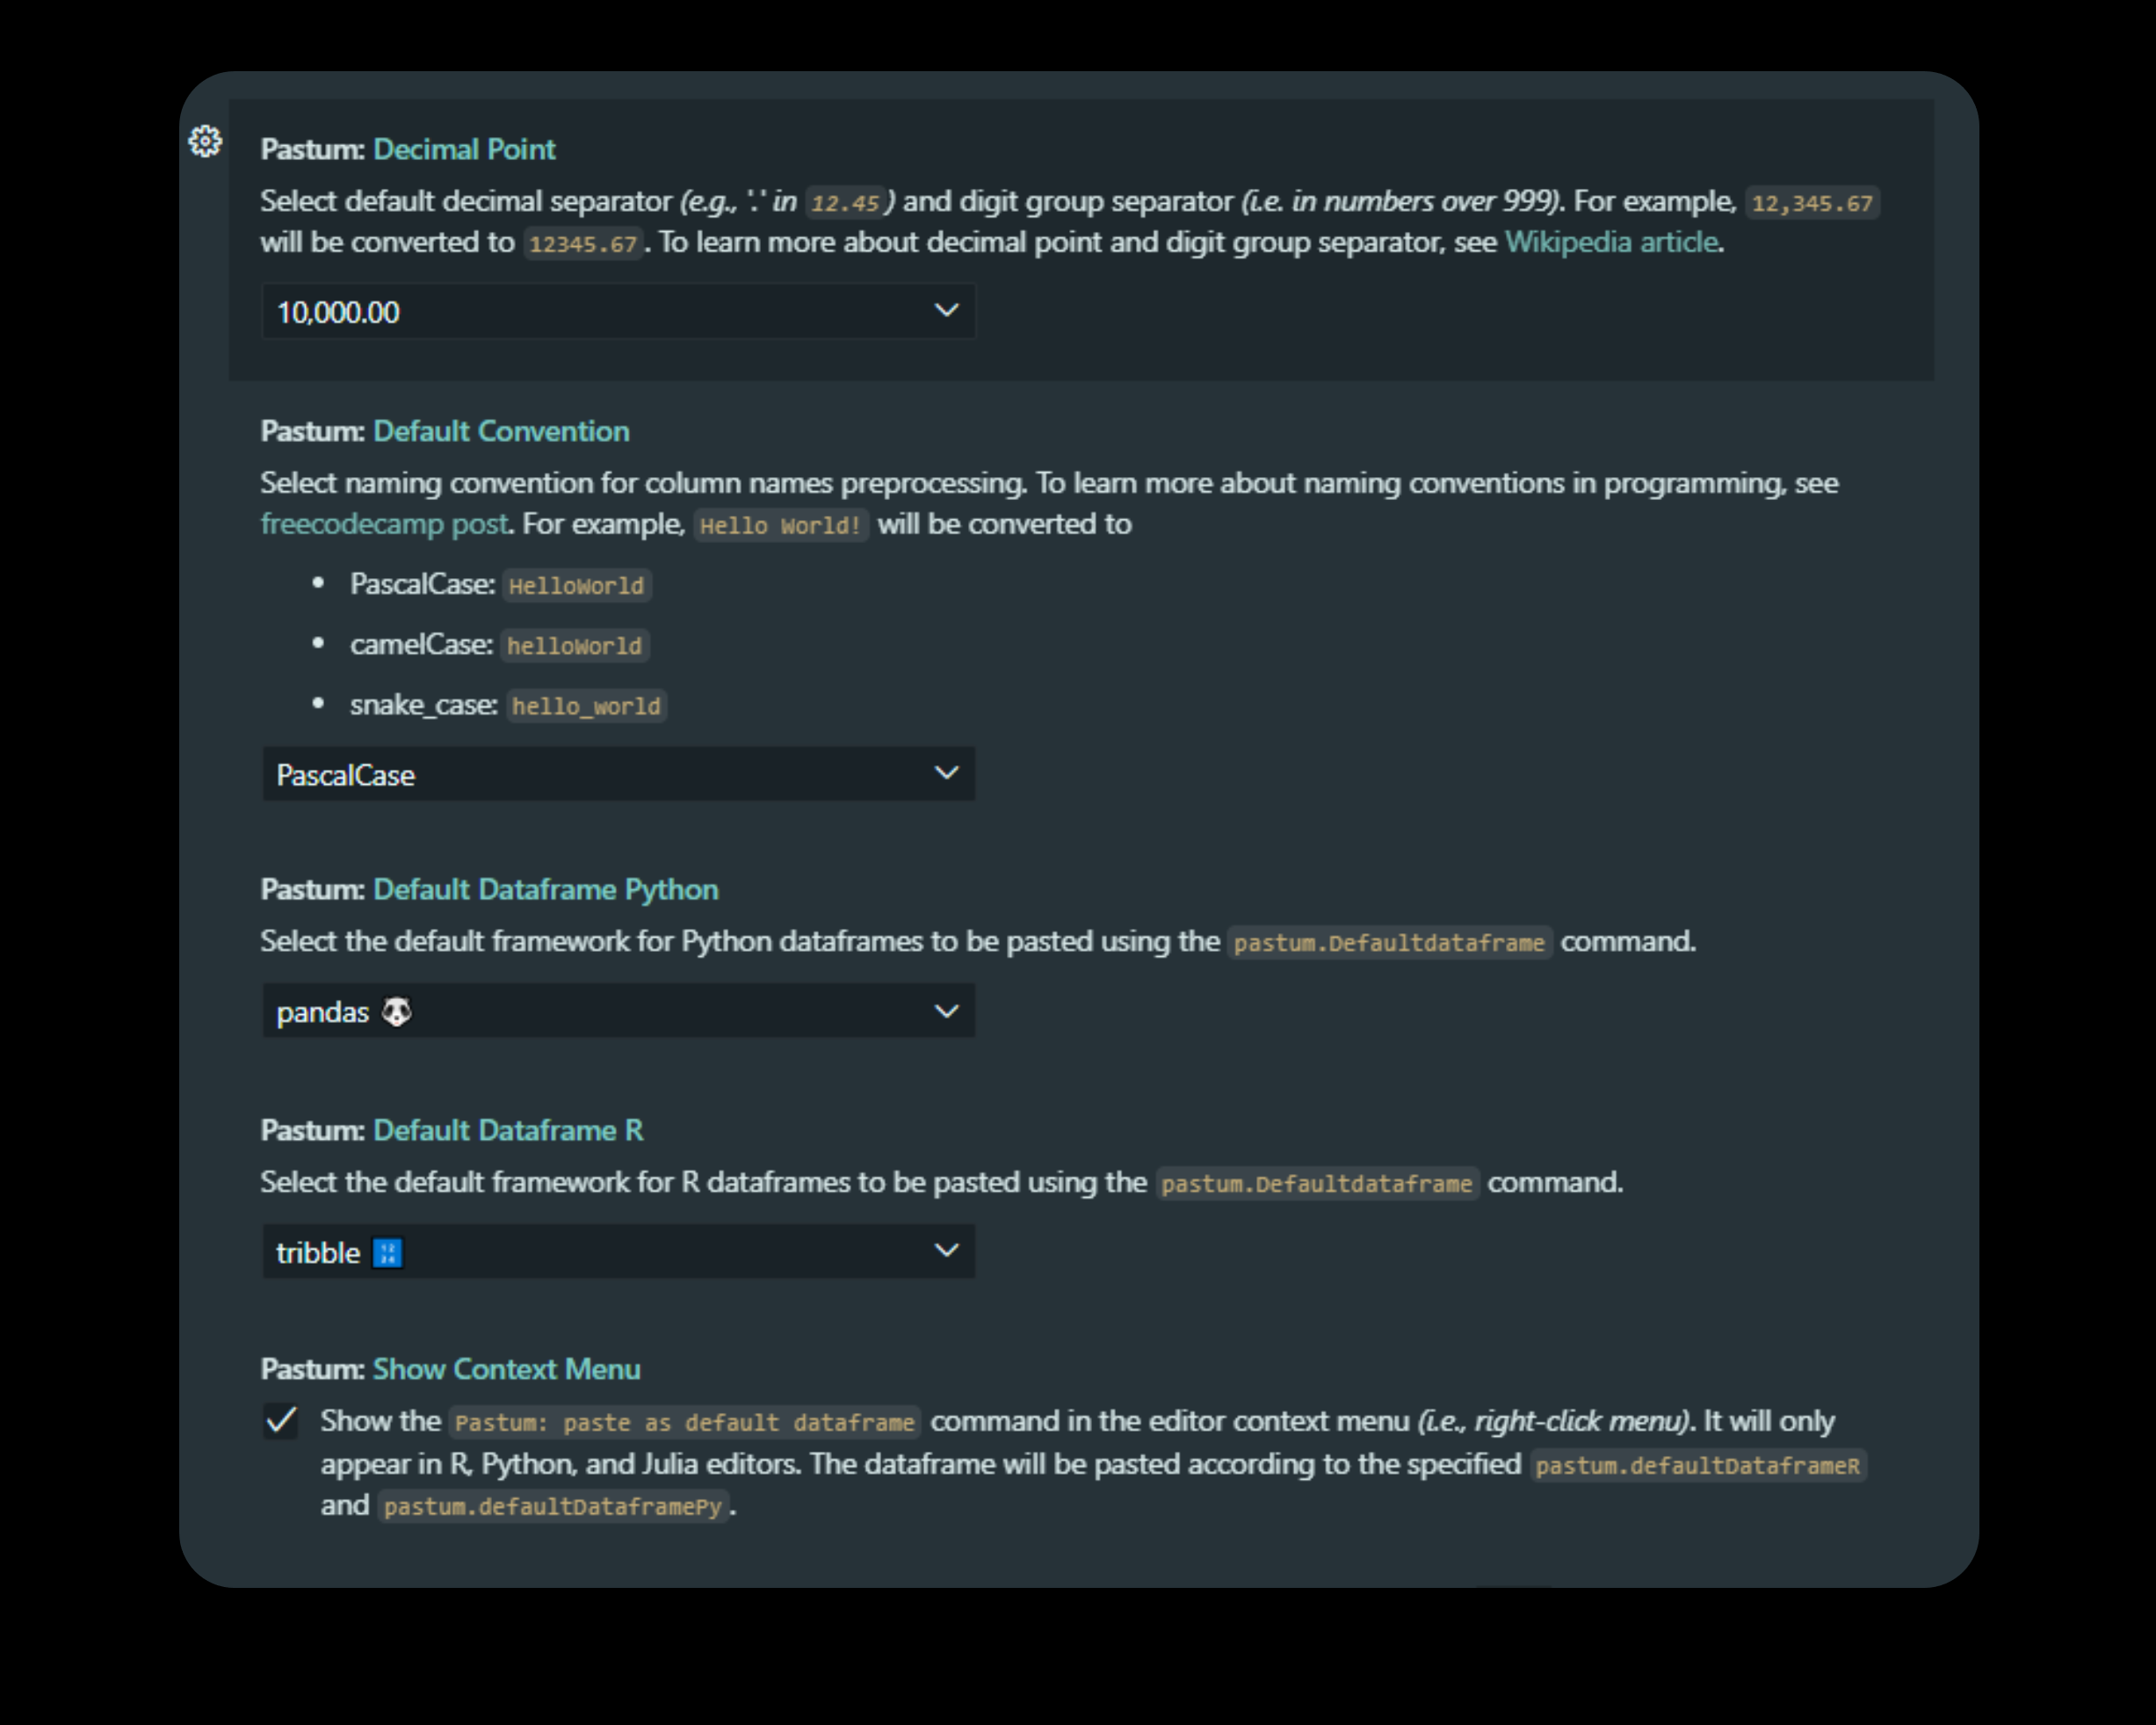 Pastum: Decimal Point
Select default decimal separator (e.g., '.' in 12.45) and digit group separator (i.e. in numbers over 999). For example, 12,345.67
will be converted to 12345.67. To learn more about decimal point and digit group separator, see Wikipedia article.
10,000.00
Pastum: Default Convention
Select naming convention for column names preprocessing. To learn more about naming conventions in programming, see
freecodecamp post. For example, Hello World! will be converted to
• PascalCase: HelloWorld
• camelCase: helloWorld
• snake_case: hello_world
PascalCase
Pastum: Default Dataframe Python
Select the default framework for Python dataframes to be pasted using the pastum.Defaultdataframe command.
pandas 🐼
Pastum: Default Dataframe R
Select the default framework for R dataframes to be pasted using the pastum.Defaultdataframe command.
tribble 🔢
Pastum: Show Context Menu
Show the Pastum: paste as default dataframe command in the editor context menu (i.e., right-click menu). It will only
appear in R, Python, and Julia editors. The dataframe will be pasted according to the specified pastum.defaultDataframeR
and pastum.defaultDataframePy.